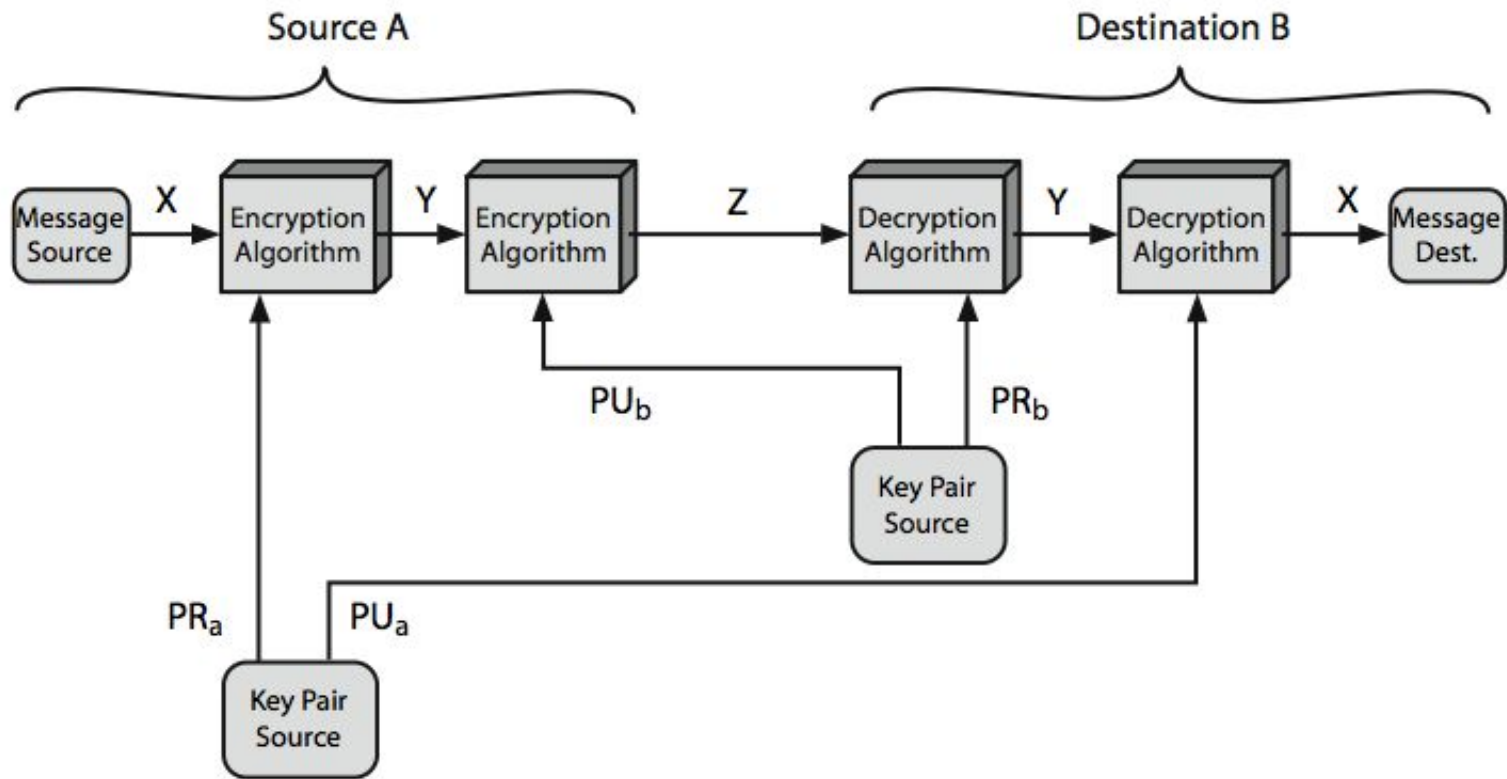 Source A
Destination B
Message
Source
X
Encryption
Algorithm
Y
Encryption
Algorithm
Z
Decryption
Algorithm
Y
Decryption
Algorithm
X
Message
Dest.
PUb
PRb
Key Pair
Source
PRa
PUa
Key Pair
Source